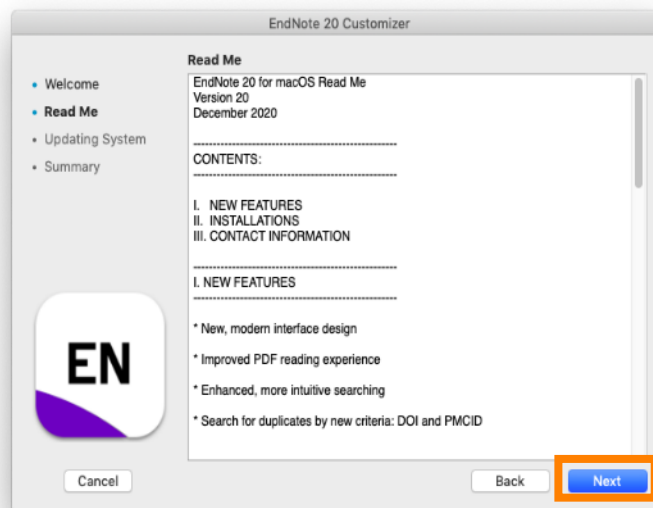 EndNote 20 Customizer
Read Me
• Welcome
• Read Me
• Updating System
• Summary
EndNote 20 for macOS Read Me
Version 20
December 2020
------------------------------------------------------
CONTENTS:
------------------------------------------------------
I. NEW FEATURES
II. INSTALLATIONS
III. CONTACT INFORMATION
------------------------------------------------------
I. NEW FEATURES
------------------------------------------------------
* New, modern interface design
* Improved PDF reading experience
* Enhanced, more intuitive searching
* Search for duplicates by new criteria: DOI and PMCID
EN
Cancel
Back
Next